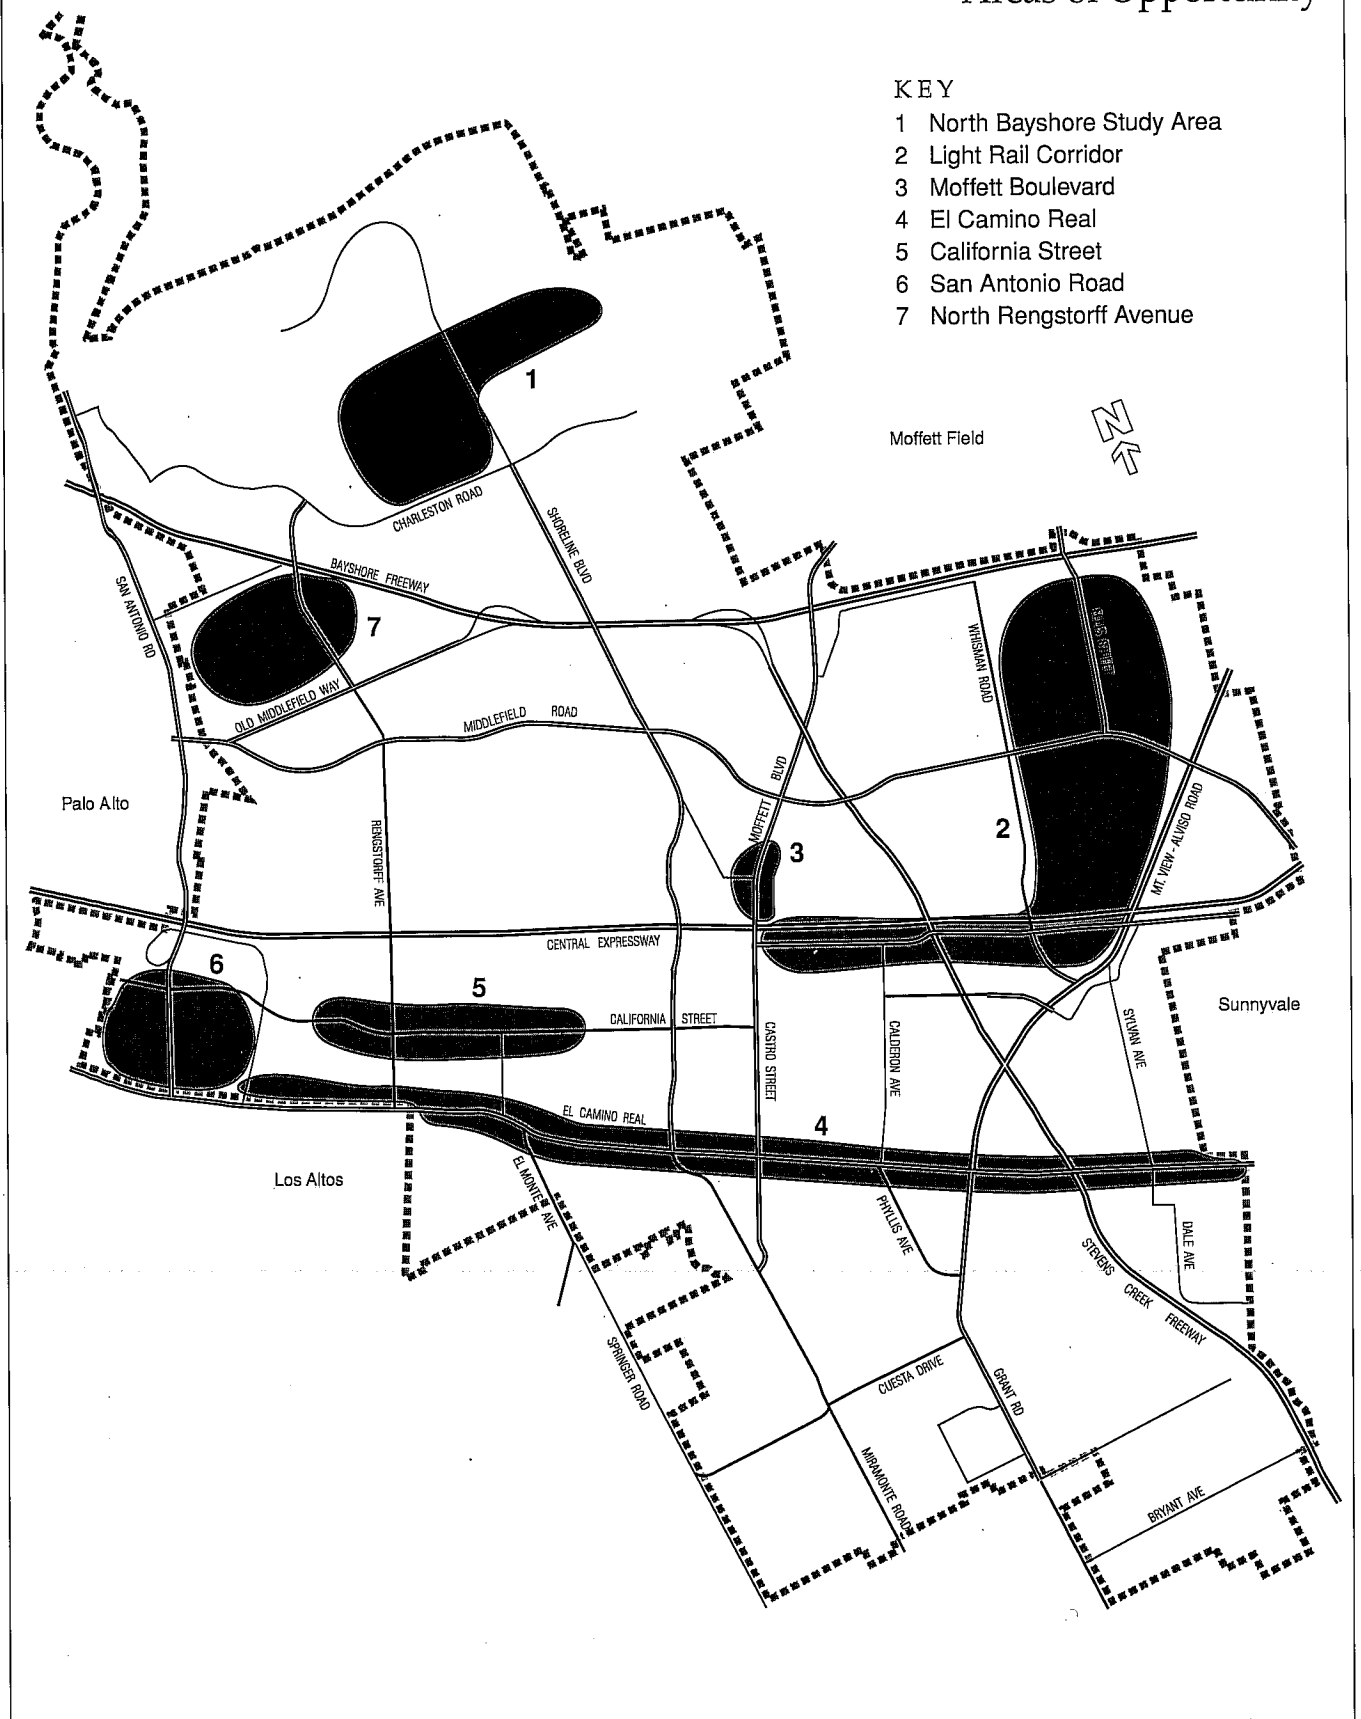 Areas of Opportunity
KEY
1 North Bayshore Study Area
2 Light Rail Corridor
3 Moffett Boulevard
4 El Camino Real
5 California Street
6 San Antonio Road
7 North Rengstorff Avenue
1
N
Moffett Field
CHARLESTON ROAD
SHORELINE BLVD
BAYSHORE FREEWAY
SAN ANTONIO RD
7
WHISMAN ROAD
OLD MIDDLEFIELD WAY
MIDDLEFIELD ROAD
Palo Alto
MOFFETT BLVD
RENGSTORFF AVE
2
3
MT. VIEW - ALVISO ROAD
CENTRAL EXPRESSWAY
6
5
CALIFORNIA STREET
CASTRO STREET
CALDERON AVE
SYLVAN AVE
Sunnyvale
EL CAMINO REAL
4
Los Altos
EL MONTE AVE
PHYLLIS AVE
DALE AVE
STEVENS CREEK FREEWAY
SPRINGER ROAD
CUESTA DRIVE
GRANT RD
MIRAMONTE ROAD
BRYANT AVE